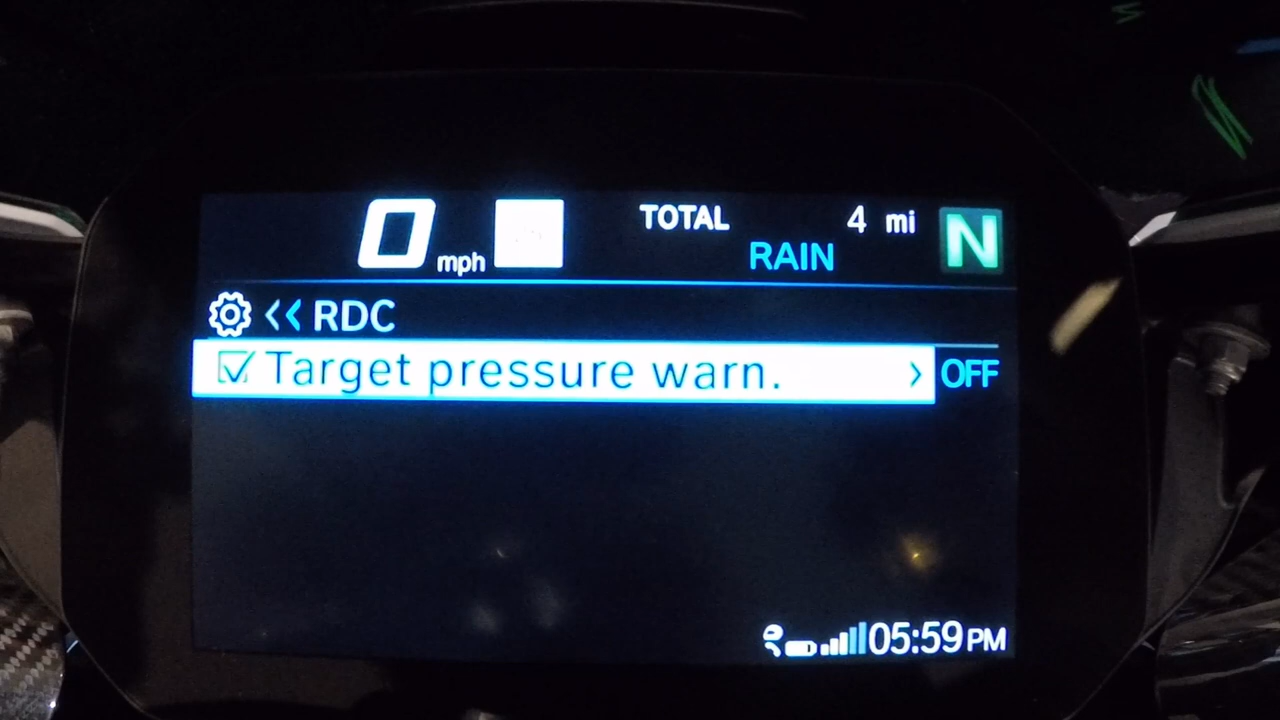 0 mph TOTAL 4 mi N
RAIN
<< RDC
Target pressure warn. > OFF
05:59 PM